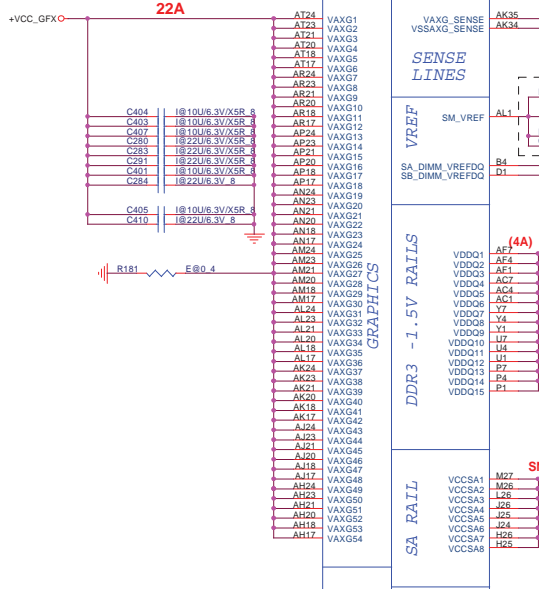 22A
+VCC_GFX
C404 I@10U/6.3V/X5R_8
C403 I@10U/6.3V/X5R_8
C407 I@10U/6.3V/X5R_8
C280 I@22U/6.3V/X5R_8
C283 I@22U/6.3V/X5R_8
C291 I@22U/6.3V/X5R_8
C401 I@10U/6.3V/X5R_8
C284 I@22U/6.3V_8
C405 I@10U/6.3V/X5R_8
C410 I@22U/6.3V_8
R181 E@0_4
AT24 VAXG1
AT23 VAXG2
AT21 VAXG3
AT20 VAXG4
AT18 VAXG5
AT17 VAXG6
AR24 VAXG7
AR23 VAXG8
AR21 VAXG9
AR20 VAXG10
AR18 VAXG11
AR17 VAXG12
AP24 VAXG13
AP23 VAXG14
AP21 VAXG15
AP20 VAXG16
AP18 VAXG17
AP17 VAXG18
AN24 VAXG19
AN23 VAXG20
AN21 VAXG21
AN20 VAXG22
AN18 VAXG23
AN17 VAXG24
AM24 VAXG25
AM23 VAXG26
AM21 VAXG27
AM20 VAXG28
AM18 VAXG29
AM17 VAXG30
AL24 VAXG31
AL23 VAXG32
AL21 VAXG33
AL20 VAXG34
AL18 VAXG35
AL17 VAXG36
AK24 VAXG37
AK23 VAXG38
AK21 VAXG39
AK20 VAXG40
AK18 VAXG41
AK17 VAXG42
AJ24 VAXG43
AJ23 VAXG44
AJ21 VAXG45
AJ20 VAXG46
AJ18 VAXG47
AJ17 VAXG48
AH24 VAXG49
AH23 VAXG50
AH21 VAXG51
AH20 VAXG52
AH18 VAXG53
AH17 VAXG54
GRAPHICS
VAXG_SENSE AK35
VSSAXG_SENSE AK34
SENSE
LINES
VREF
SM_VREF AL1
SA_DIMM_VREFDQ B4
SB_DIMM_VREFDQ D1
DDR3 -1.5V RAILS
(4A)
VDDQ1 AF7
VDDQ2 AF4
VDDQ3 AF1
VDDQ4 AC7
VDDQ5 AC4
VDDQ6 AC1
VDDQ7 Y7
VDDQ8 Y4
VDDQ9 Y1
VDDQ10 U7
VDDQ11 U4
VDDQ12 U1
VDDQ13 P7
VDDQ14 P4
VDDQ15 P1
SA RAIL
VCCSA1 M27
VCCSA2 M26
VCCSA3 L26
VCCSA4 J26
VCCSA5 J25
VCCSA6 J24
VCCSA7 H26
VCCSA8 H25